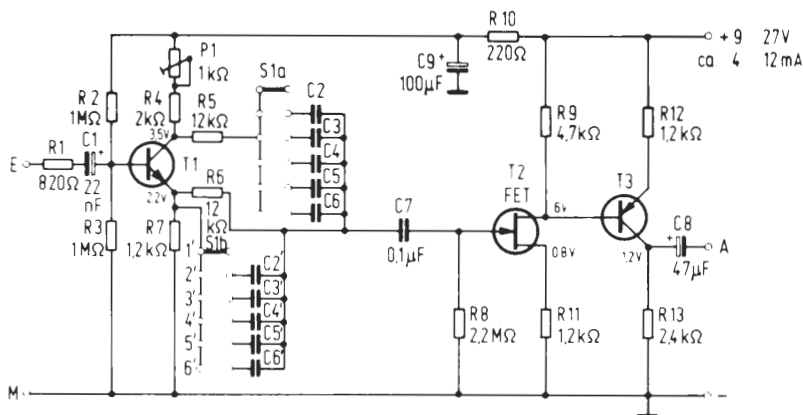 R10
220Ω
+9 27V
ca 4 12mA
P1
1kΩ
C9
+
100µF
S1a
C2
R2
1MΩ
R4
2kΩ
R5
12kΩ
C3
R9
4,7kΩ
R12
1,2kΩ
3,5V
C1
+
R1
E
820Ω
22
nF
T1
C4
C5
C6
T2
FET
T3
2,2V
R6
12
kΩ
6V
C7
0,1µF
0,8V
1,2V
C8
+
47µF
A
R3
1MΩ
R7
1,2kΩ
S1b
1'
2'
3'
4'
5'
6'
C2'
C3'
C4'
C5'
C6'
R8
2,2MΩ
R11
1,2kΩ
R13
2,4kΩ
M
–